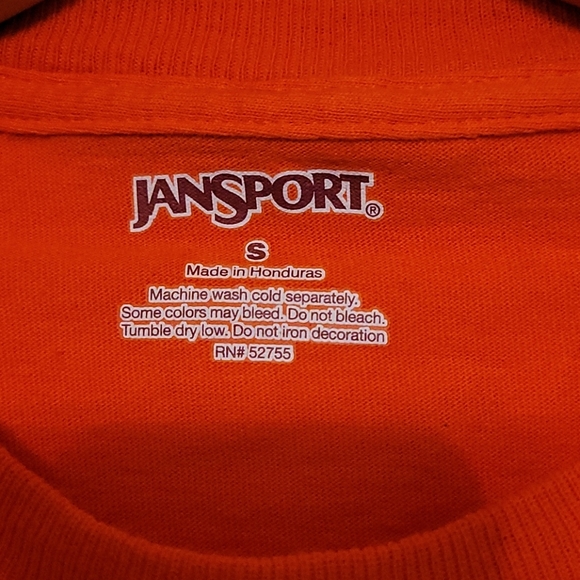 JANSPORT®
S
Made in Honduras
Machine wash cold separately.
Some colors may bleed. Do not bleach.
Tumble dry low. Do not iron decoration
RN# 52755